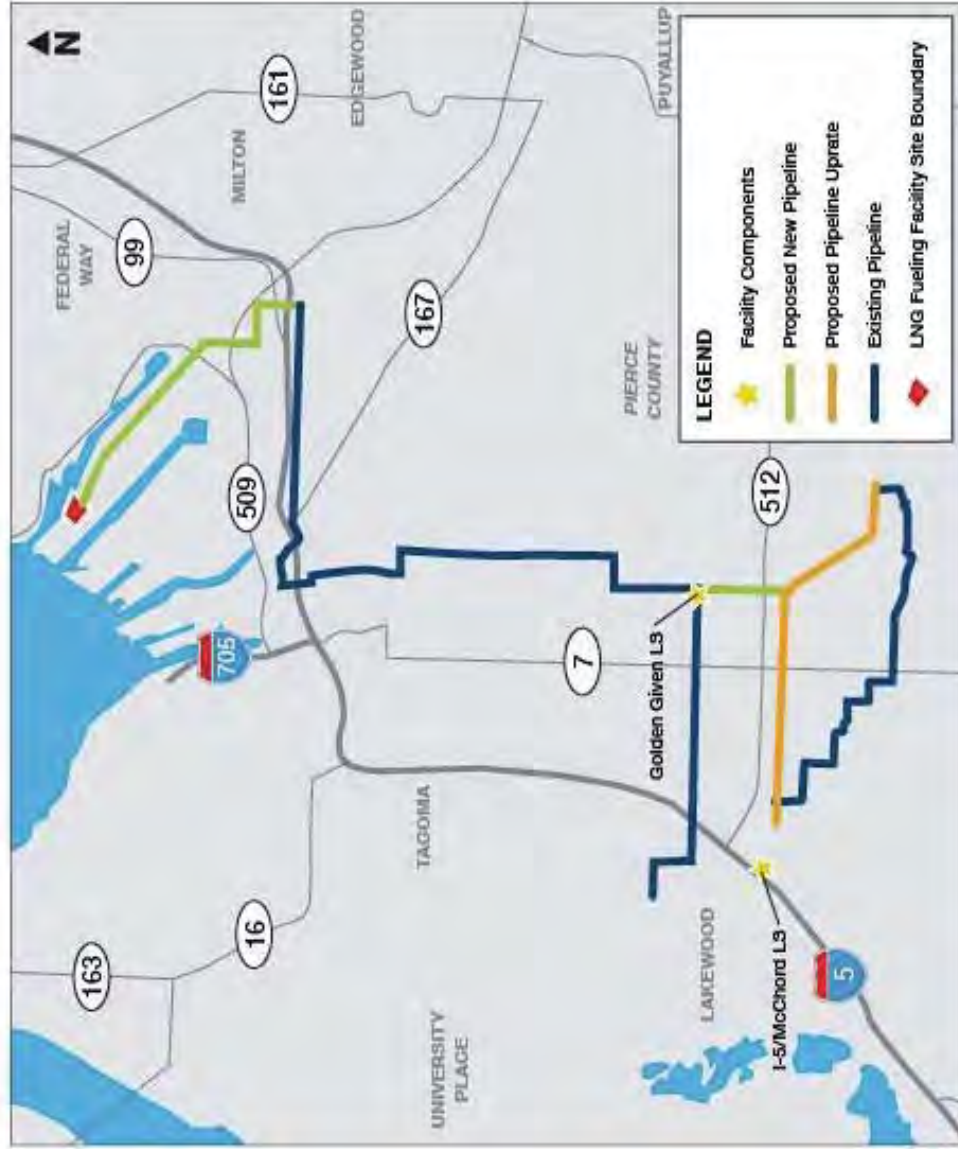 N
163
FEDERAL
WAY
99
705
509
16
MILTON
161
EDGEWOOD
TACOMA
167
UNIVERSITY
PLACE
7
PIERCE
COUNTY
PUYALLUP
Golden Given LS
LAKEWOOD
512
I-5/McChord LS
5
LEGEND
Facility Components
Proposed New Pipeline
Proposed Pipeline Uprate
Existing Pipeline
LNG Fueling Facility Site Boundary